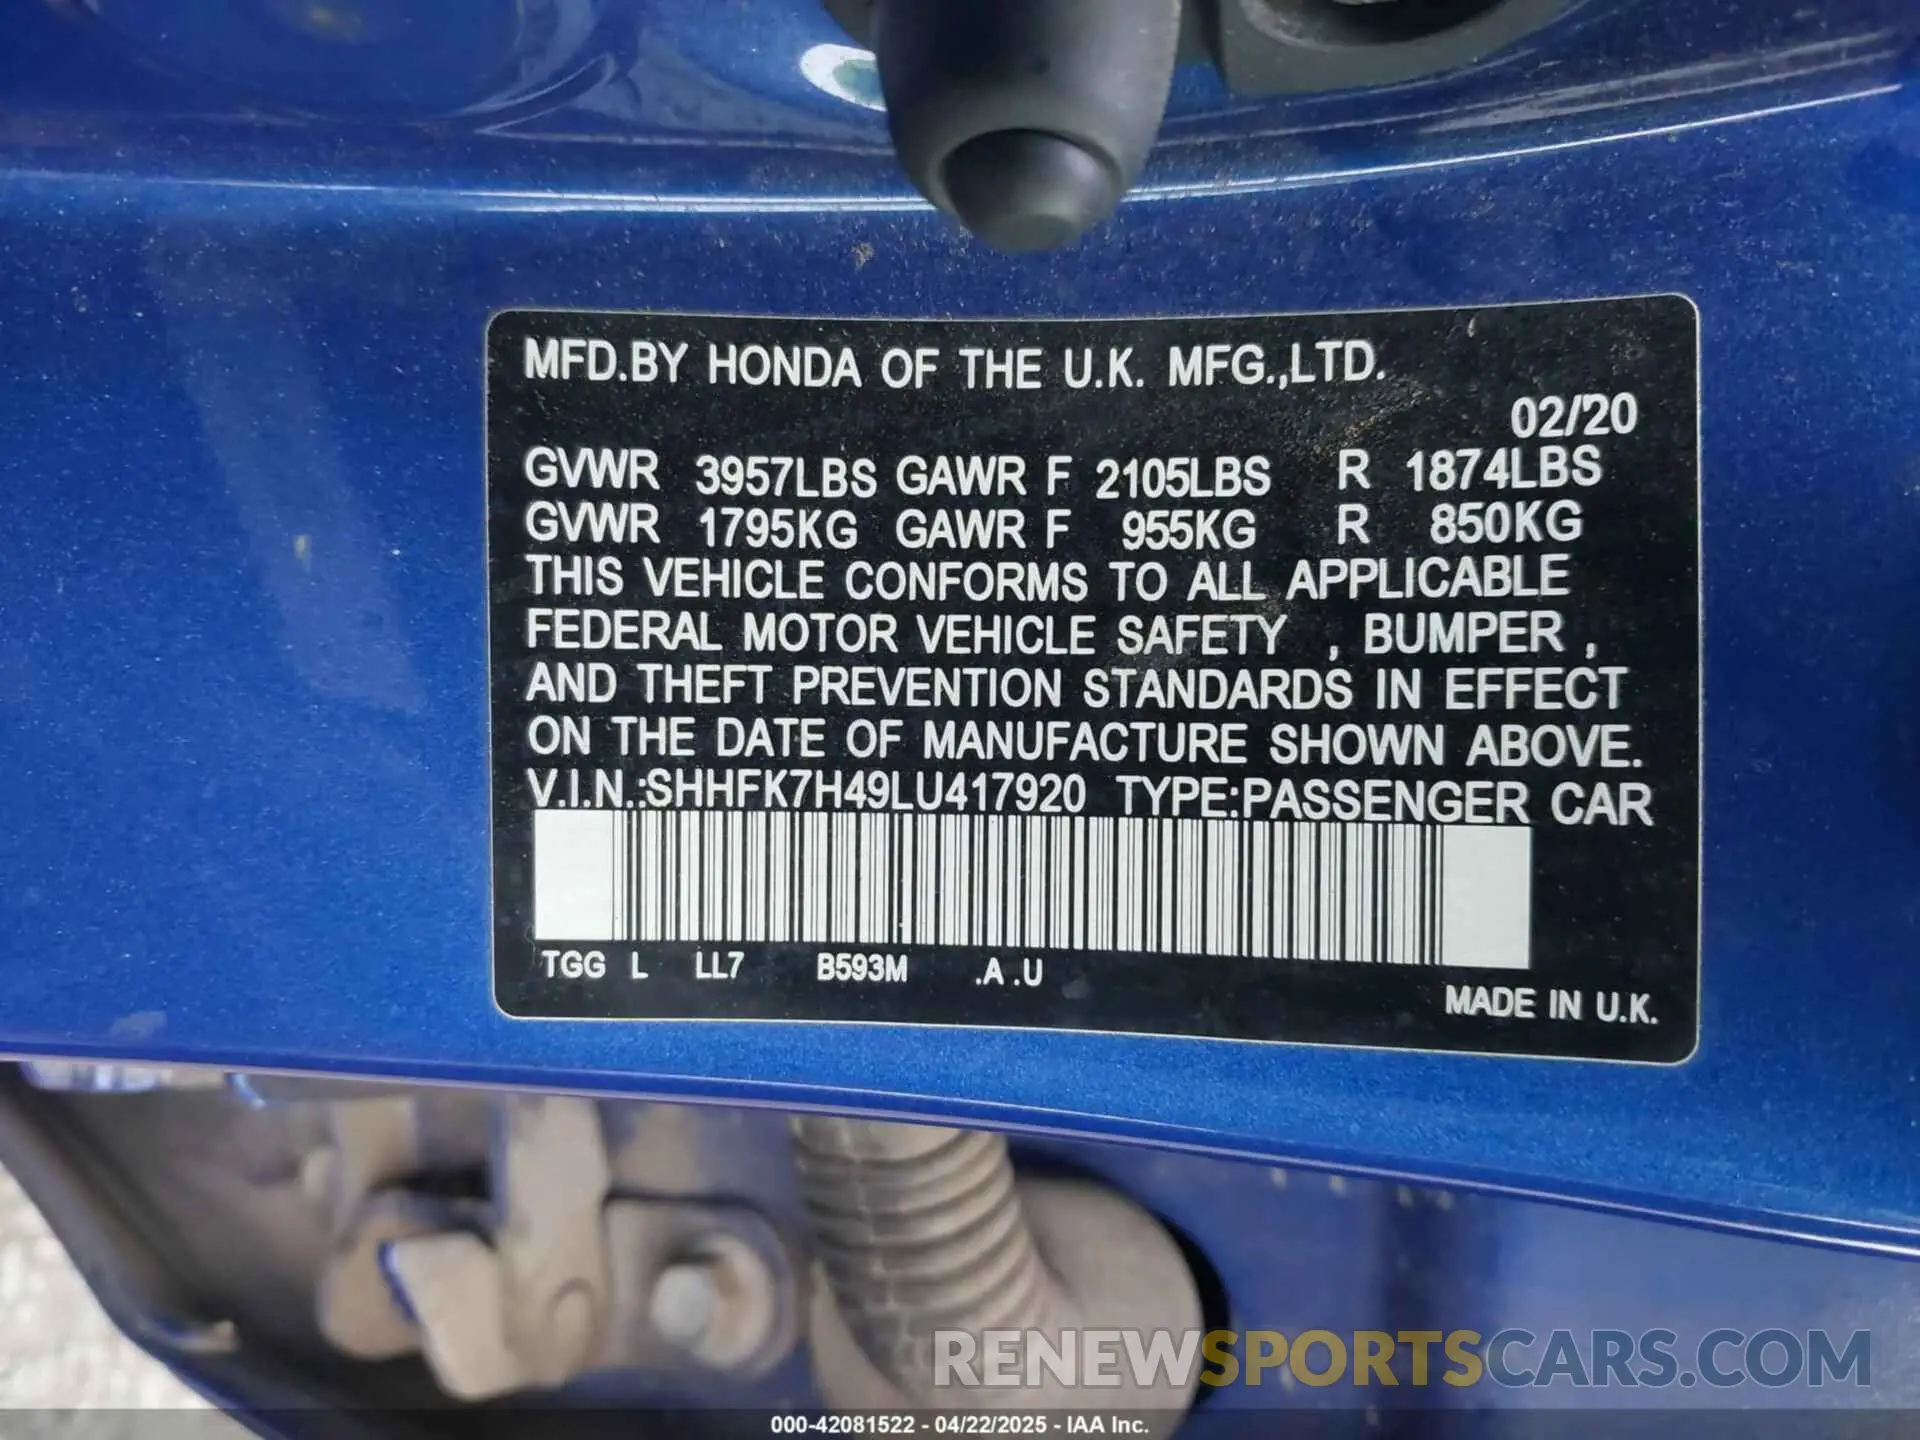 MFD.BY HONDA OF THE U.K. MFG.,LTD.
02/20
GVWR 3957LBS GAWR F 2105LBS R 1874LBS
GVWR 1795KG GAWR F 955KG R 850KG
THIS VEHICLE CONFORMS TO ALL APPLICABLE
FEDERAL MOTOR VEHICLE SAFETY , BUMPER ,
AND THEFT PREVENTION STANDARDS IN EFFECT
ON THE DATE OF MANUFACTURE SHOWN ABOVE.
V.I.N.:SHHFK7H49LU417920 TYPE:PASSENGER CAR
TGG L LL7 B593M .A .U
MADE IN U.K.
RENEWSPORTSCARS.COM
000-42081522 - 04/22/2025 - IAA Inc.